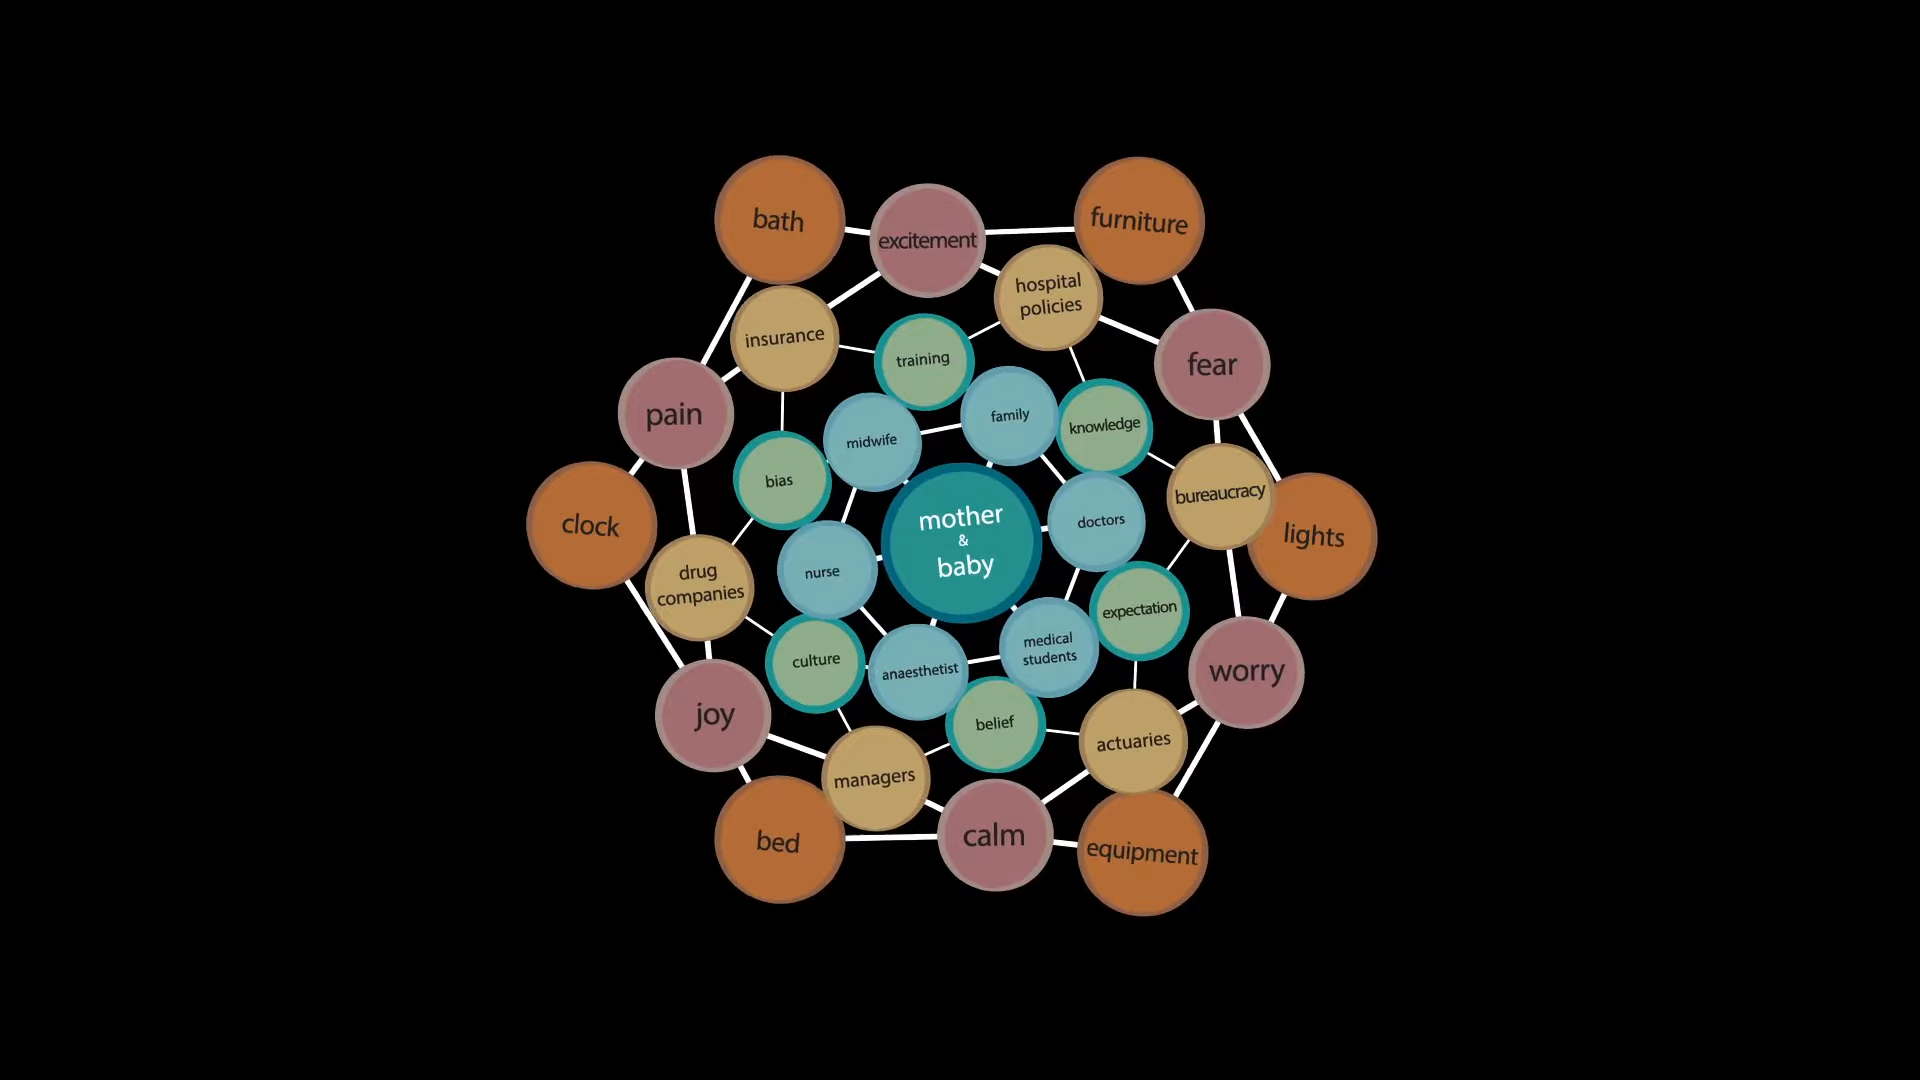 bath
excitement
furniture
hospital
policies
insurance
training
fear
pain
family
knowledge
midwife
bias
bureaucracy
mother
&
baby
doctors
clock
lights
nurse
drug
companies
expectation
medical
students
culture
anaesthetist
worry
joy
belief
actuaries
managers
calm
bed
equipment